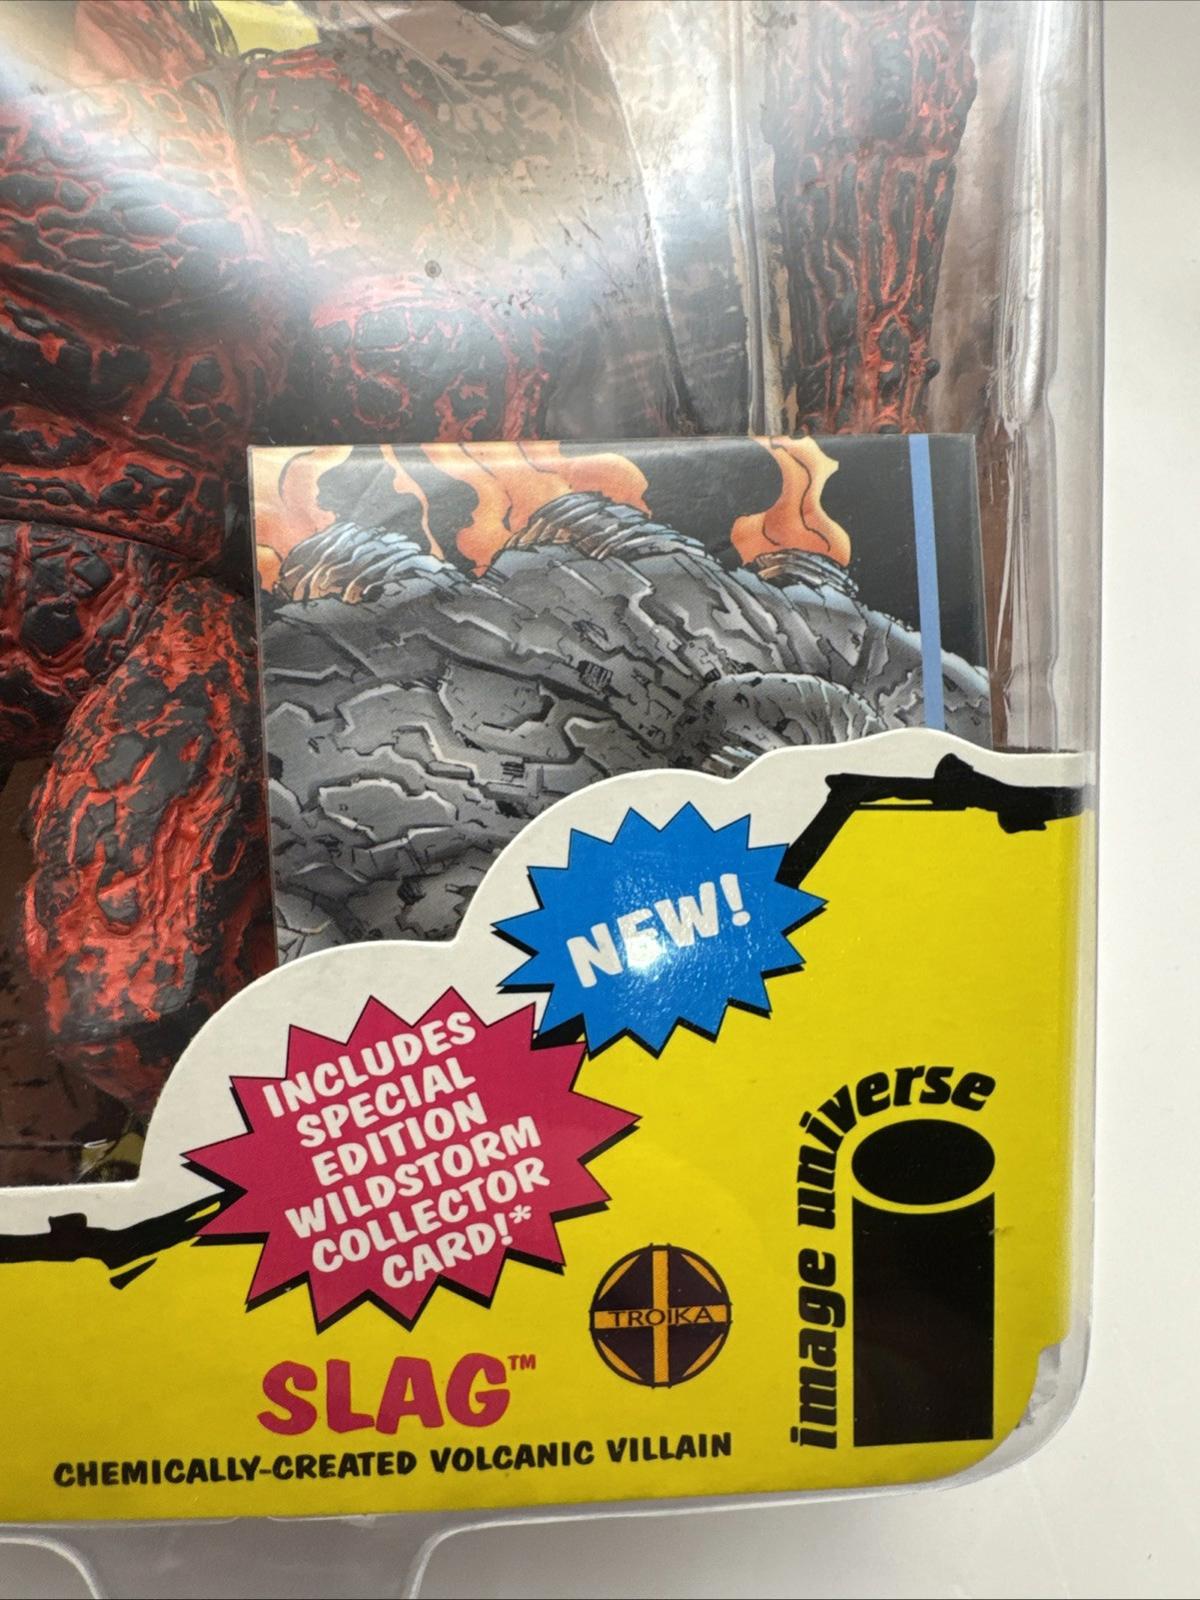 NEW!
INCLUDES
SPECIAL
EDITION
WILDSTORM
COLLECTOR
CARD!*
image universe
TROIKA
SLAG™
CHEMICALLY-CREATED VOLCANIC VILLAIN